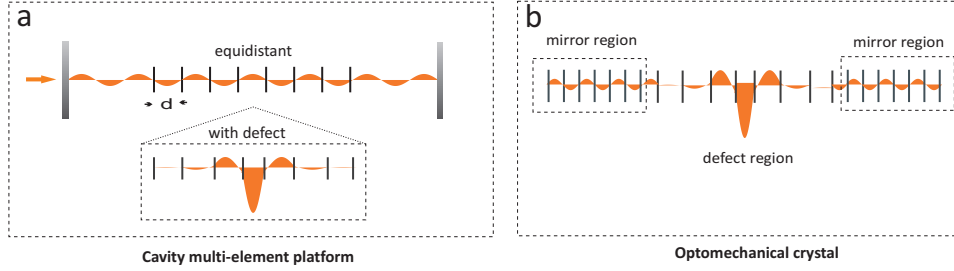 a
equidistant
d
with defect
Cavity multi-element platform
b
mirror region
mirror region
defect region
Optomechanical crystal